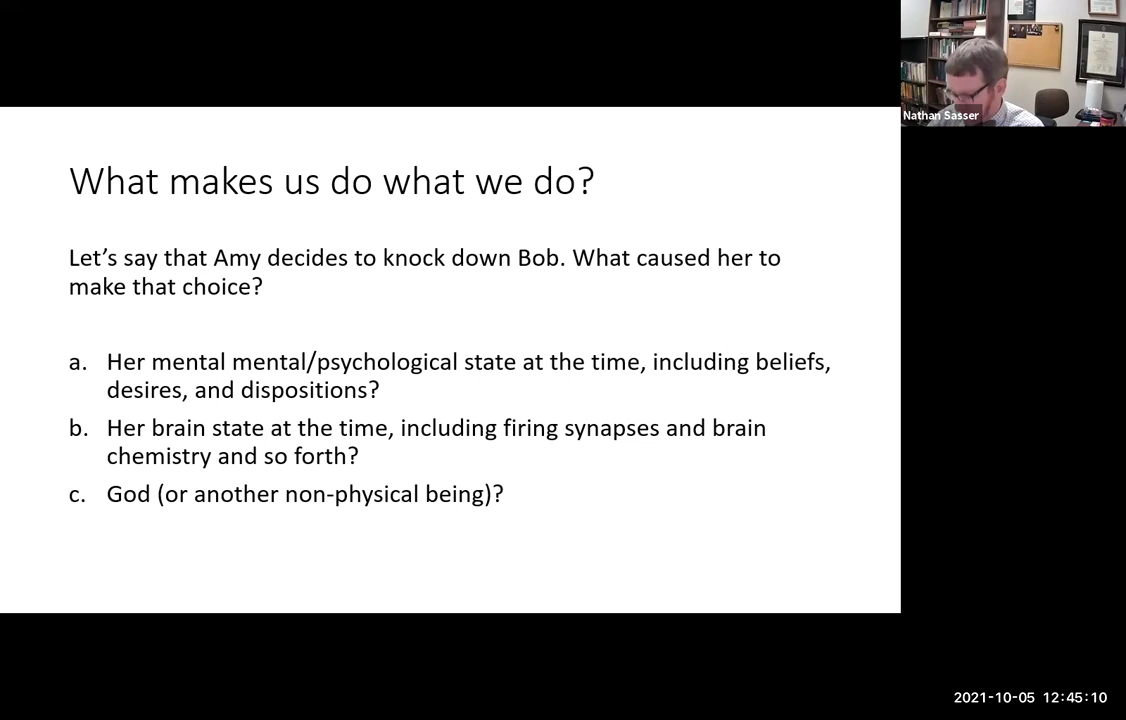 Nathan Sasser
What makes us do what we do?
Let's say that Amy decides to knock down Bob. What caused her to
make that choice?
a. Her mental mental/psychological state at the time, including beliefs,
desires, and dispositions?
b. Her brain state at the time, including firing synapses and brain
chemistry and so forth?
c. God (or another non-physical being)?
2021-10-05 12:45:10